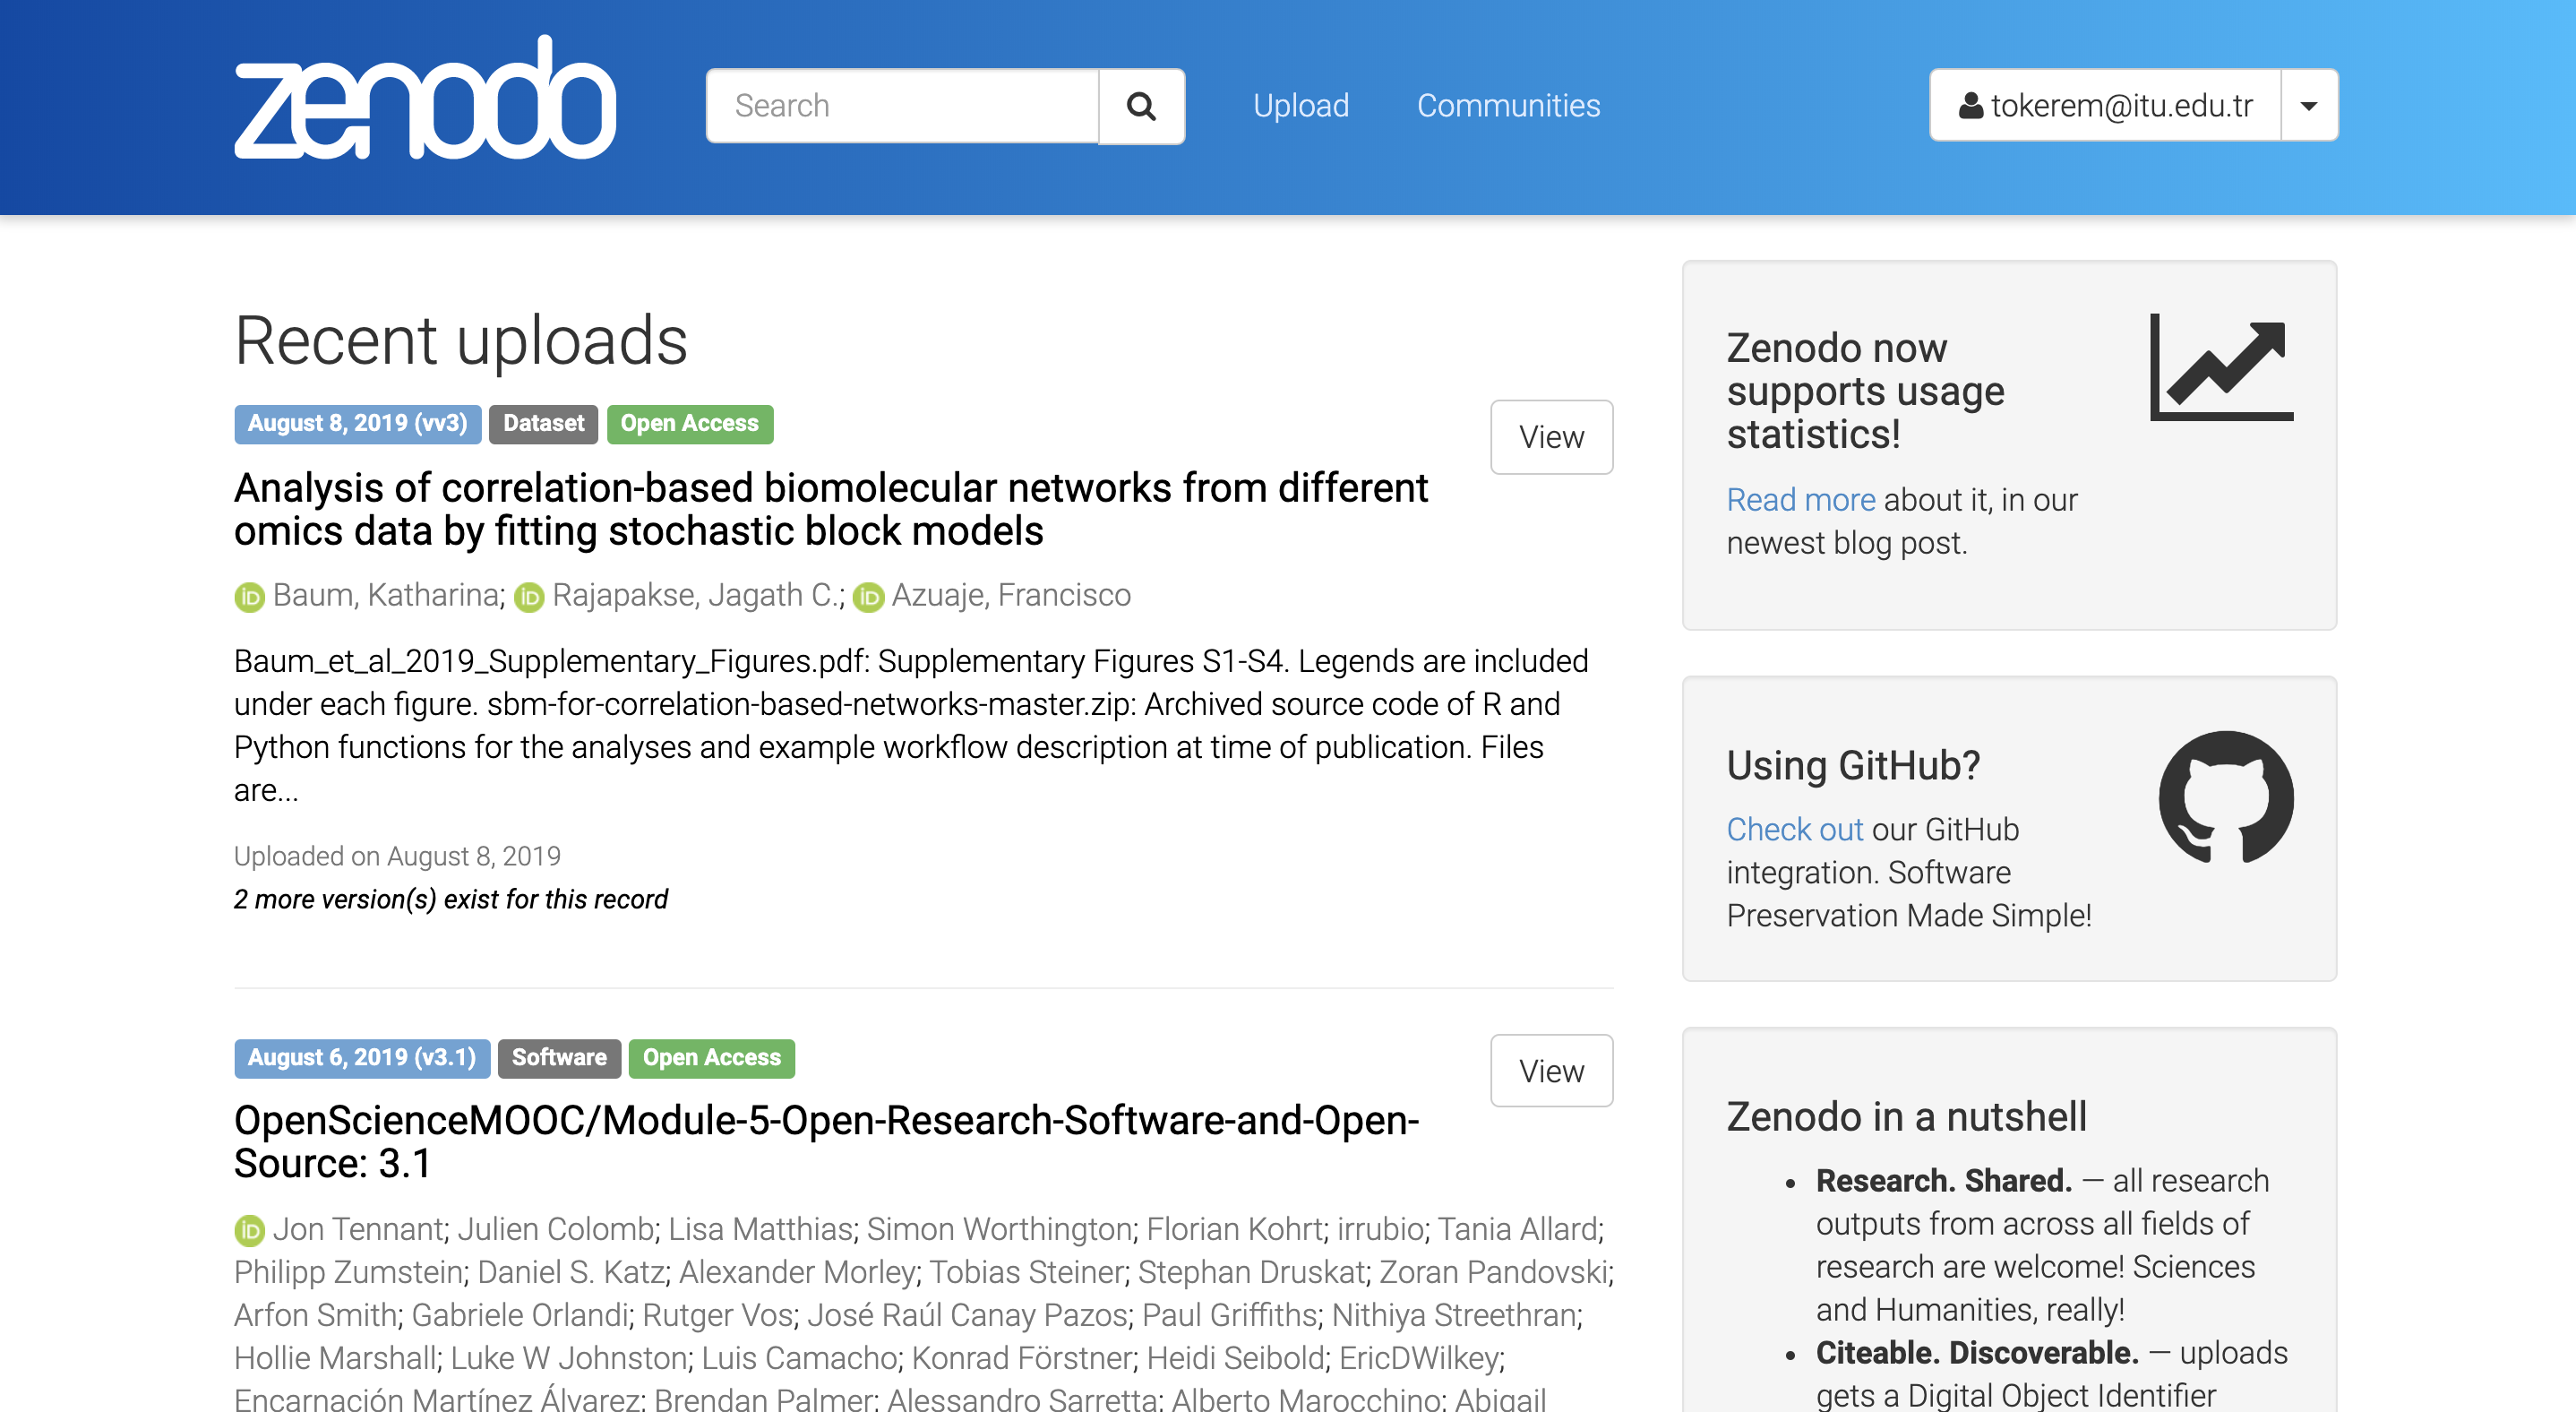 zenodo
Search
Upload
Communities
tokerem@itu.edu.tr
Recent uploads
August 8, 2019 (vv3) Dataset Open Access
View
Analysis of correlation-based biomolecular networks from different
omics data by fitting stochastic block models
iD Baum, Katharina; iD Rajapakse, Jagath C.; iD Azuaje, Francisco
Baum_et_al_2019_Supplementary_Figures.pdf: Supplementary Figures S1-S4. Legends are included
under each figure. sbm-for-correlation-based-networks-master.zip: Archived source code of R and
Python functions for the analyses and example workflow description at time of publication. Files
are...
Uploaded on August 8, 2019
2 more version(s) exist for this record
August 6, 2019 (v3.1) Software Open Access
View
OpenScienceMOOC/Module-5-Open-Research-Software-and-Open-
Source: 3.1
iD Jon Tennant; Julien Colomb; Lisa Matthias; Simon Worthington; Florian Kohrt; irrubio; Tania Allard;
Philipp Zumstein; Daniel S. Katz; Alexander Morley; Tobias Steiner; Stephan Druskat; Zoran Pandovski;
Arfon Smith; Gabriele Orlandi; Rutger Vos; José Raúl Canay Pazos; Paul Griffiths; Nithiya Streethran;
Hollie Marshall; Luke W Johnston; Luis Camacho; Konrad Förstner; Heidi Seibold; EricDWilkey;
Encarnación Martínez Álvarez; Brendan Palmer; Alessandro Sarretta; Alberto Marocchino; Abigail
Zenodo now
supports usage
statistics!
Read more about it, in our
newest blog post.
Using GitHub?
Check out our GitHub
integration. Software
Preservation Made Simple!
Zenodo in a nutshell
• Research. Shared. — all research
outputs from across all fields of
research are welcome! Sciences
and Humanities, really!
• Citeable. Discoverable. — uploads
gets a Digital Object Identifier